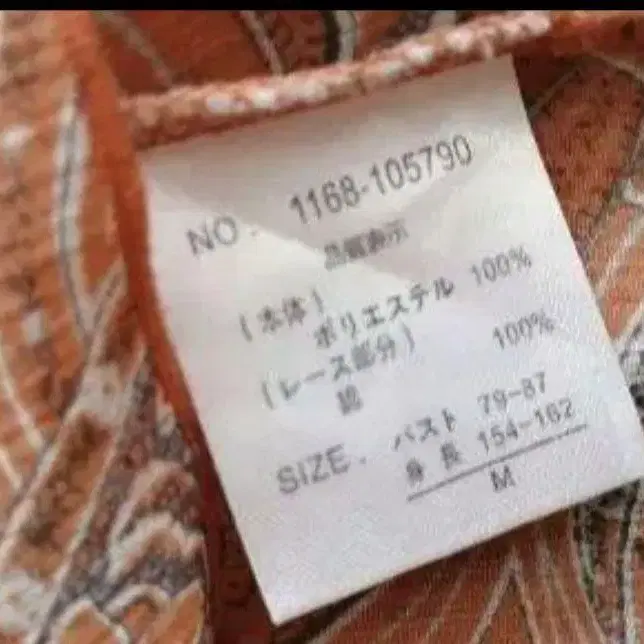 NO. 1168-105790
品質表示
(本体)
ポリエステル 100%
(レース部分)
綿 100%
SIZE. バスト 79-87
身長 154-162
M